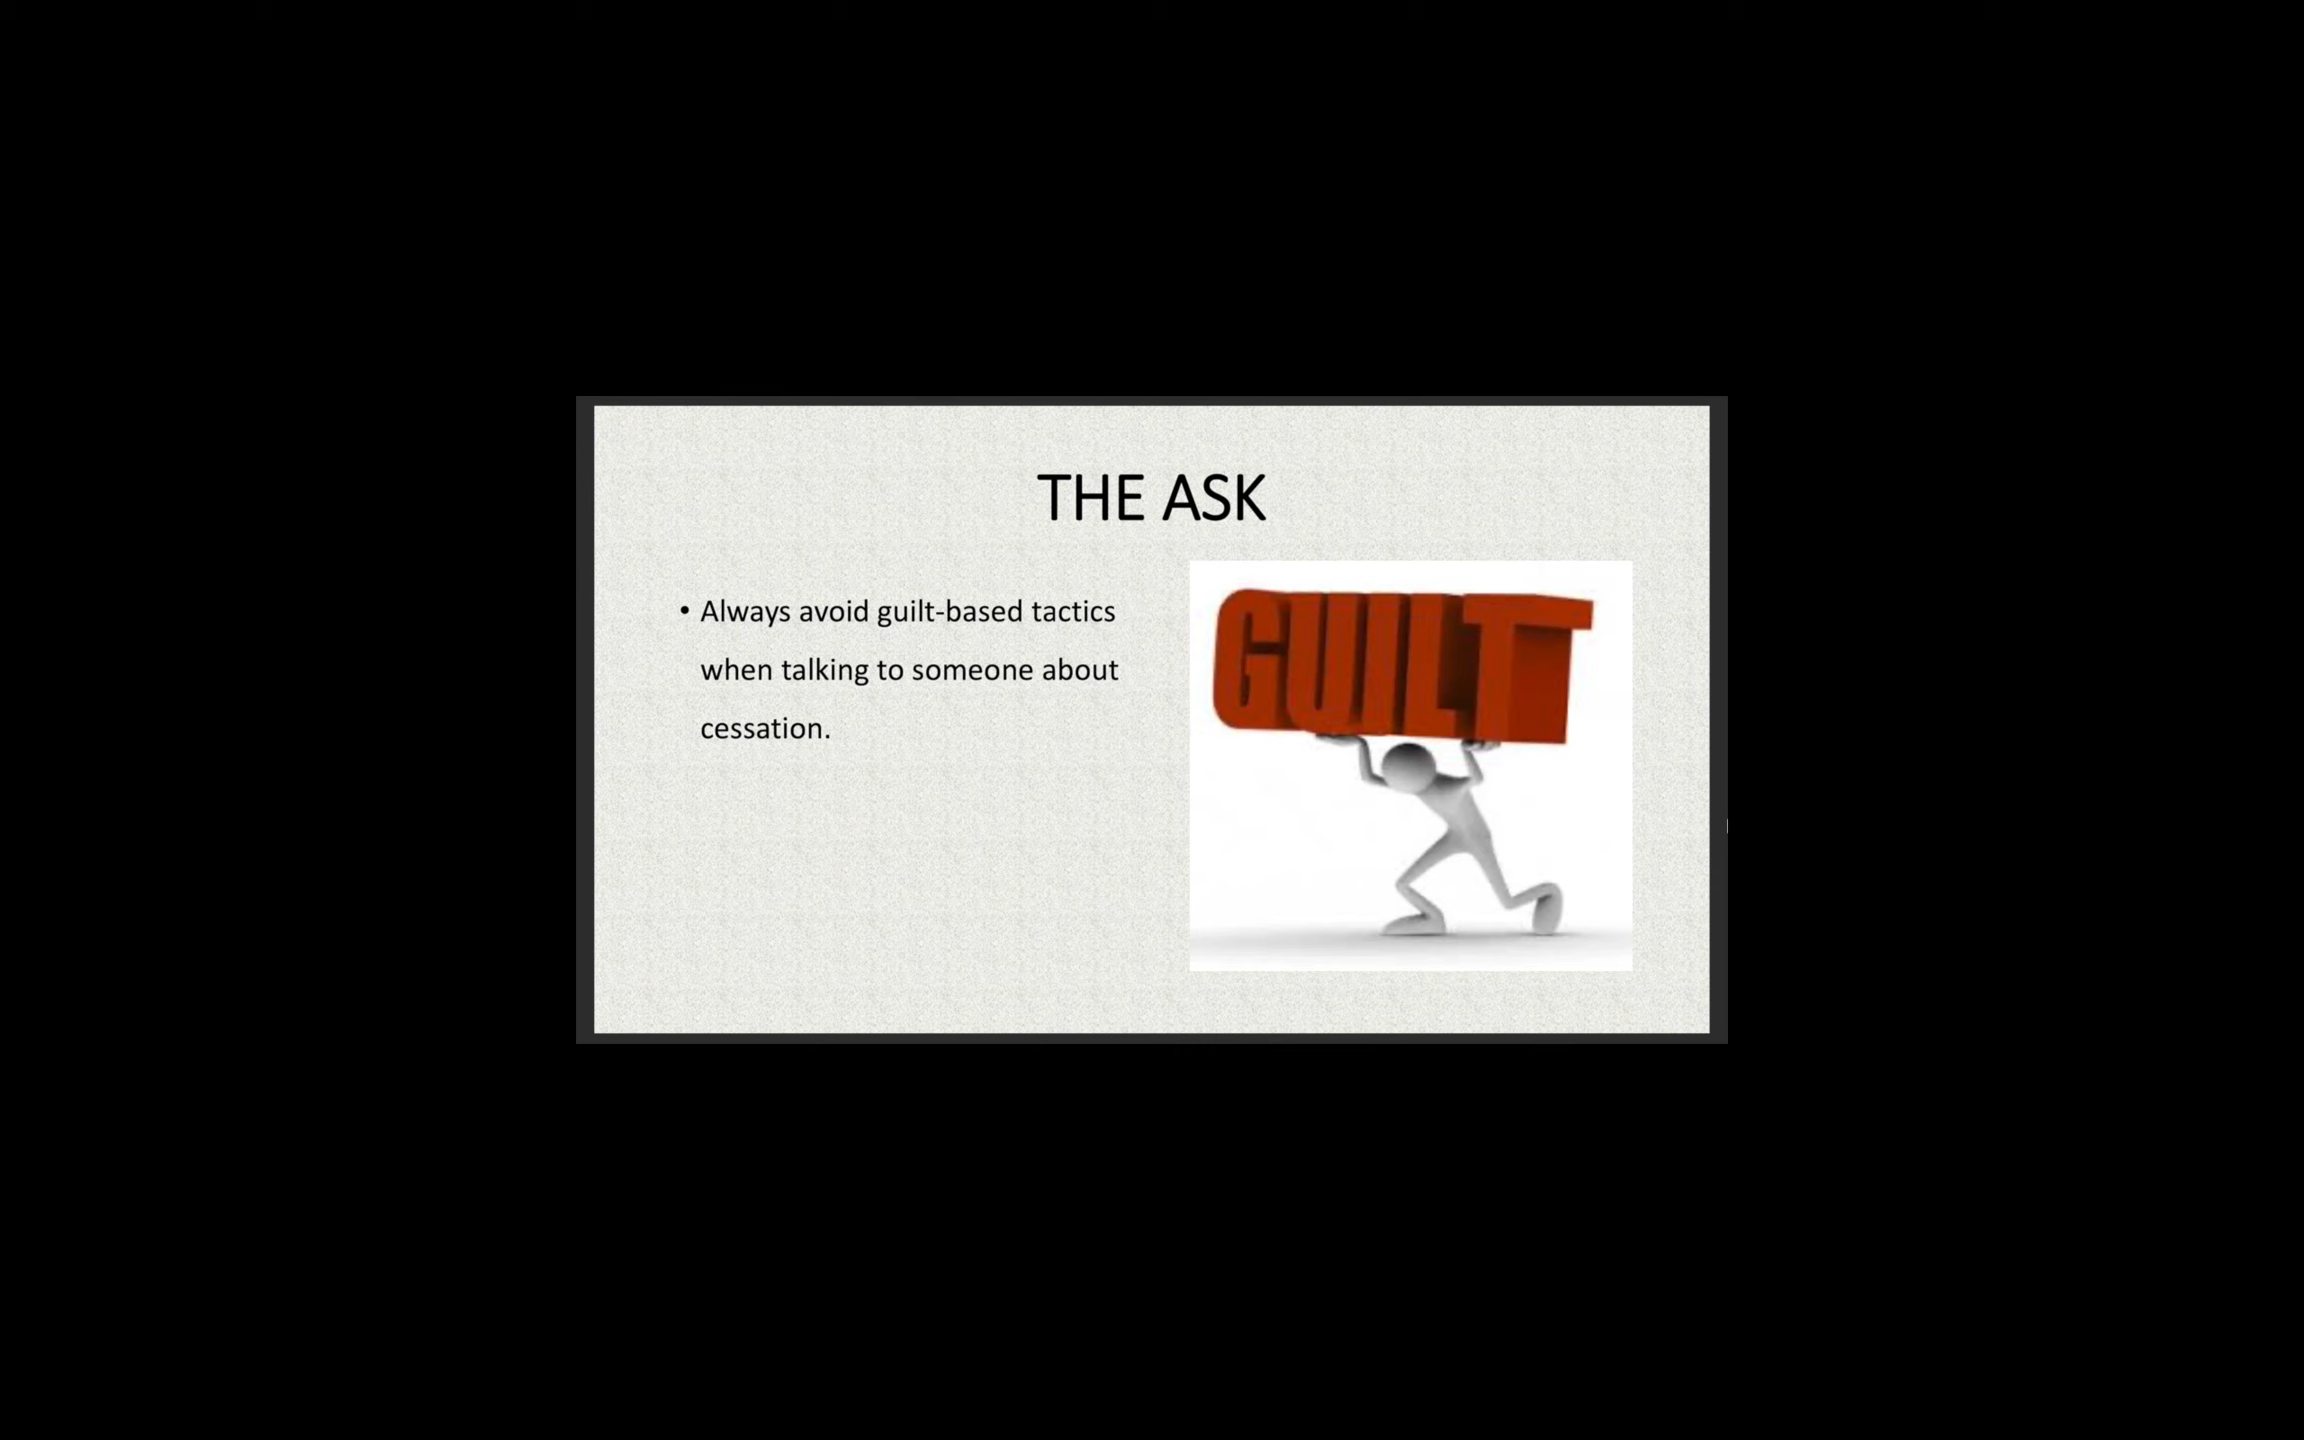 THE ASK
• Always avoid guilt-based tactics
when talking to someone about
cessation.
GUILT